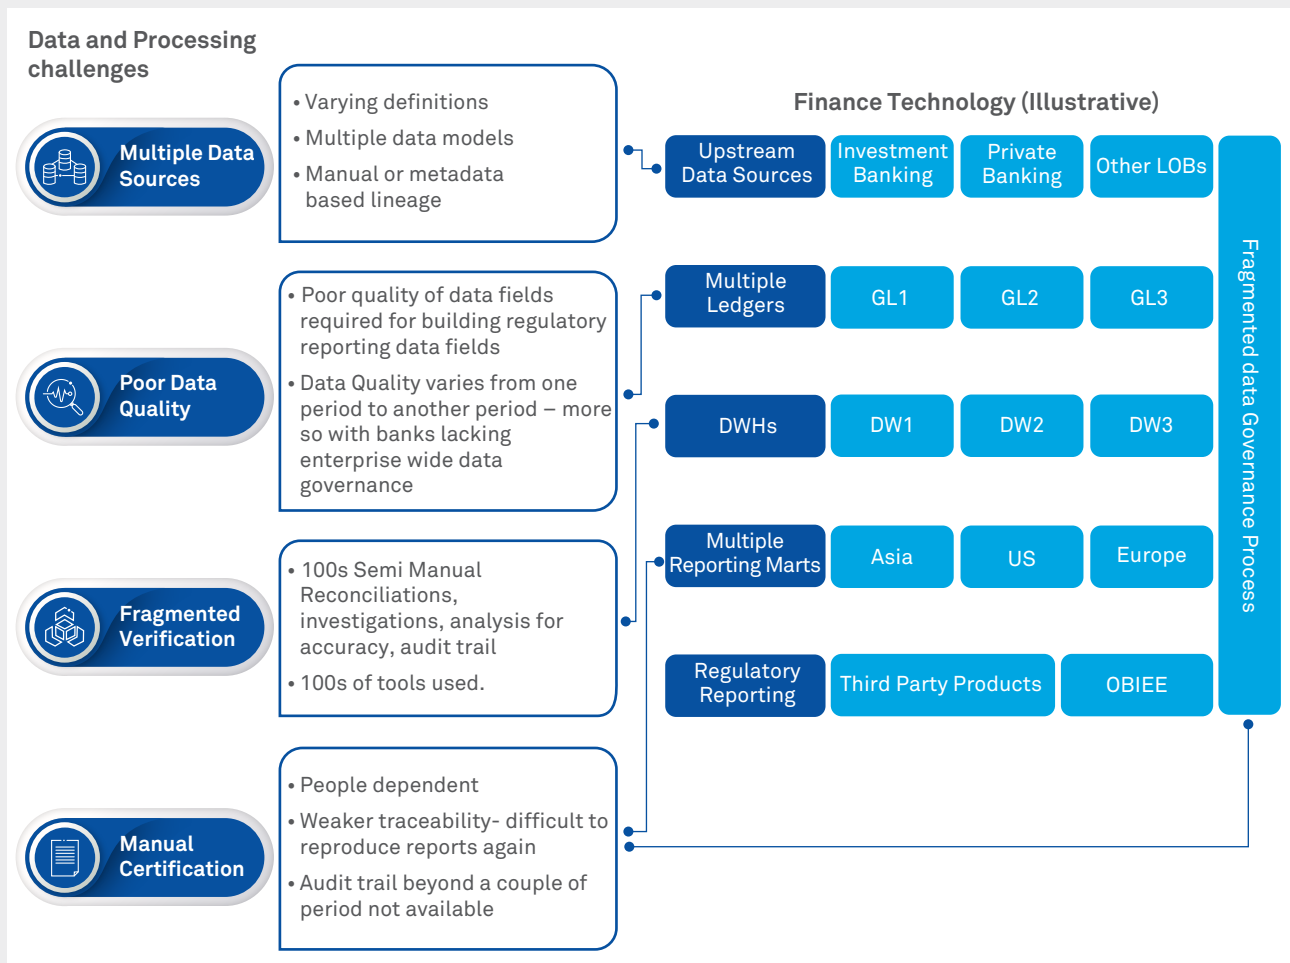 Data and Processing
challenges
Multiple Data
Sources
• Varying definitions
• Multiple data models
• Manual or metadata
based lineage
Poor Data
Quality
• Poor quality of data fields
required for building regulatory
reporting data fields
• Data Quality varies from one
period to another period – more
so with banks lacking
enterprise wide data
governance
Fragmented
Verification
• 100s Semi Manual
Reconciliations,
investigations, analysis for
accuracy, audit trail
• 100s of tools used.
Manual
Certification
• People dependent
• Weaker traceability- difficult to
reproduce reports again
• Audit trail beyond a couple of
period not available
Finance Technology (Illustrative)
Upstream
Data Sources
Investment
Banking
Private
Banking
Other LOBs
Multiple
Ledgers
GL1
GL2
GL3
DWHs
DW1
DW2
DW3
Multiple
Reporting Marts
Asia
US
Europe
Regulatory
Reporting
Third Party Products
OBIEE
Fragmented data Governance Process